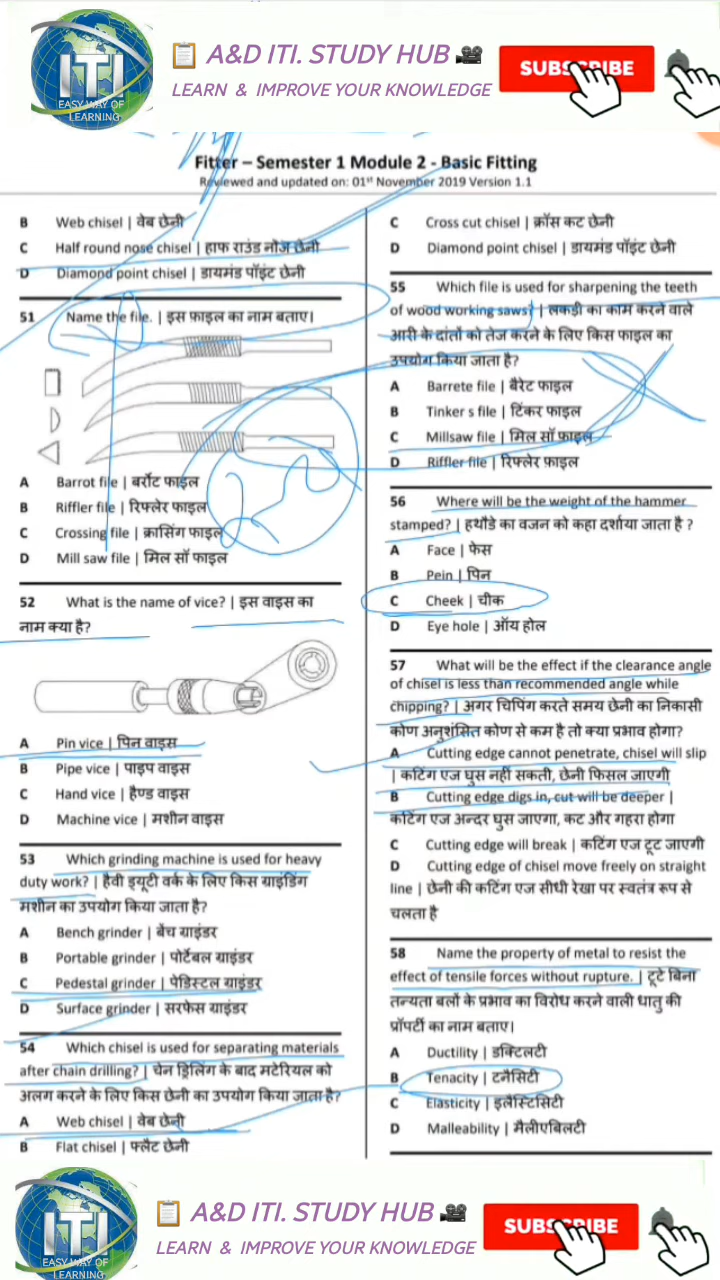 ITI
EASY WAY OF
LEARNING
A&D ITI. STUDY HUB
LEARN & IMPROVE YOUR KNOWLEDGE
SUBSCRIBE
Fitter – Semester 1 Module 2 - Basic Fitting
Reviewed and updated on: 01st November 2019 Version 1.1
B Web chisel | वेब छेनी
C Half round nose chisel | हाफ राउंड नोज छेनी
D Diamond point chisel | डायमंड पॉइंट छेनी
51 Name the file. | इस फ़ाइल का नाम बताए।
A Barrot file | बर्रोट फाइल
B Riffler file | रिफ्लेर फाइल
C Crossing file | क्रासिंग फाइल
D Mill saw file | मिल सॉ फाइल
52 What is the name of vice? | इस वाइस का
नाम क्या है?
A Pin vice | पिन वाइस
B Pipe vice | पाइप वाइस
C Hand vice | हैण्ड वाइस
D Machine vice | मशीन वाइस
53 Which grinding machine is used for heavy
duty work? | हैवी ड्यूटी वर्क के लिए किस ग्राइंडिंग
मशीन का उपयोग किया जाता है?
A Bench grinder | बेंच ग्राइंडर
B Portable grinder | पोर्टेबल ग्राइंडर
C Pedestal grinder | पेडिस्टल ग्राइंडर
D Surface grinder | सरफेस ग्राइंडर
54 Which chisel is used for separating materials
after chain drilling? | चेन ड्रिलिंग के बाद मटेरियल को
अलग करने के लिए किस छेनी का उपयोग किया जाता है?
A Web chisel | वेब छेनी
B Flat chisel | फ्लैट छेनी
C Cross cut chisel | क्रॉस कट छेनी
D Diamond point chisel | डायमंड पॉइंट छेनी
55 Which file is used for sharpening the teeth
of wood working saws? | लकड़ी का काम करने वाले
आरी के दांतों को तेज करने के लिए किस फाइल का
उपयोग किया जाता है?
A Barrete file | बैरेट फाइल
B Tinker s file | टिंकर फाइल
C Millsaw file | मिल सॉ फ़ाइल
D Riffler file | रिफ्लेर फ़ाइल
56 Where will be the weight of the hammer
stamped? | हथौडे का वजन को कहा दर्शाया जाता है ?
A Face | फेस
B Pein | पिन
C Cheek | चीक
D Eye hole | ऑय होल
57 What will be the effect if the clearance angle
of chisel is less than recommended angle while
chipping? | अगर चिपिंग करते समय छेनी का निकासी
कोण अनुशंसित कोण से कम है तो क्या प्रभाव होगा?
A Cutting edge cannot penetrate, chisel will slip
| कटिंग एज घुस नहीं सकती, छेनी फिसल जाएगी
B Cutting edge digs in, cut will be deeper |
कटिंग एज अन्दर घुस जाएगा, कट और गहरा होगा
C Cutting edge will break | कटिंग एज टूट जाएगी
D Cutting edge of chisel move freely on straight
line | छेनी की कटिंग एज सीधी रेखा पर स्वतंत्र रूप से
चलता है
58 Name the property of metal to resist the
effect of tensile forces without rupture. | टूटे बिना
तन्यता बलों के प्रभाव का विरोध करने वाली धातु की
प्रॉपर्टी का नाम बताए।
A Ductility | डक्टिलटी
B Tenacity | टनैसिटी
C Elasticity | इलैस्टिसिटी
D Malleability | मैलीएबिलटी
ITI
EASY WAY OF
LEARNING
A&D ITI. STUDY HUB
LEARN & IMPROVE YOUR KNOWLEDGE
SUBSCRIBE